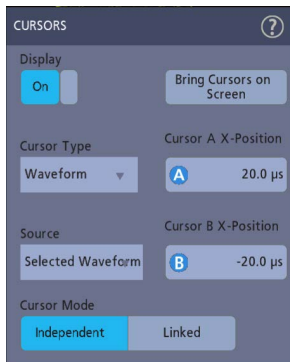 CURSORS
?
Display
On
Bring Cursors on
Screen
Cursor Type
Waveform
Cursor A X-Position
A
20.0 µs
Source
Selected Waveform
Cursor B X-Position
B
-20.0 µs
Cursor Mode
Independent
Linked